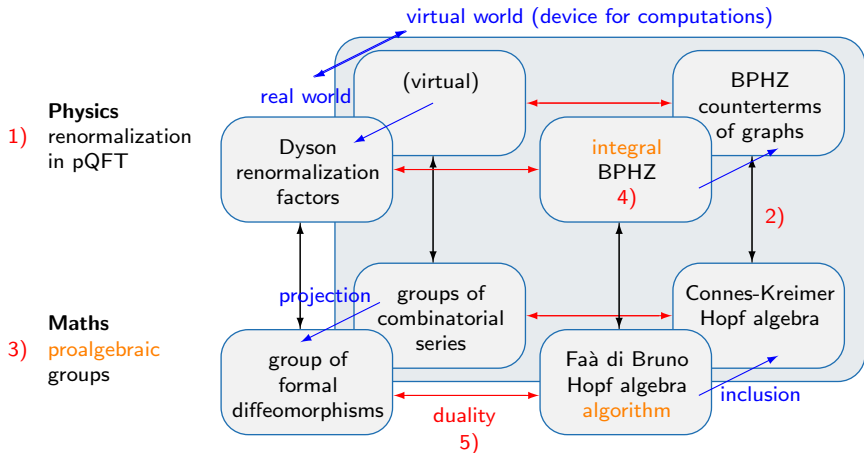 virtual world (device for computations)
real world
1)
Physics
renormalization
in pQFT
(virtual)
BPHZ
counterterms
of graphs
Dyson
renormalization
factors
integral
BPHZ
4)
2)
projection
groups of
combinatorial
series
Connes-Kreimer
Hopf algebra
3)
Maths
proalgebraic
groups
group of
formal
diffeomorphisms
Faà di Bruno
Hopf algebra
algorithm
inclusion
duality
5)